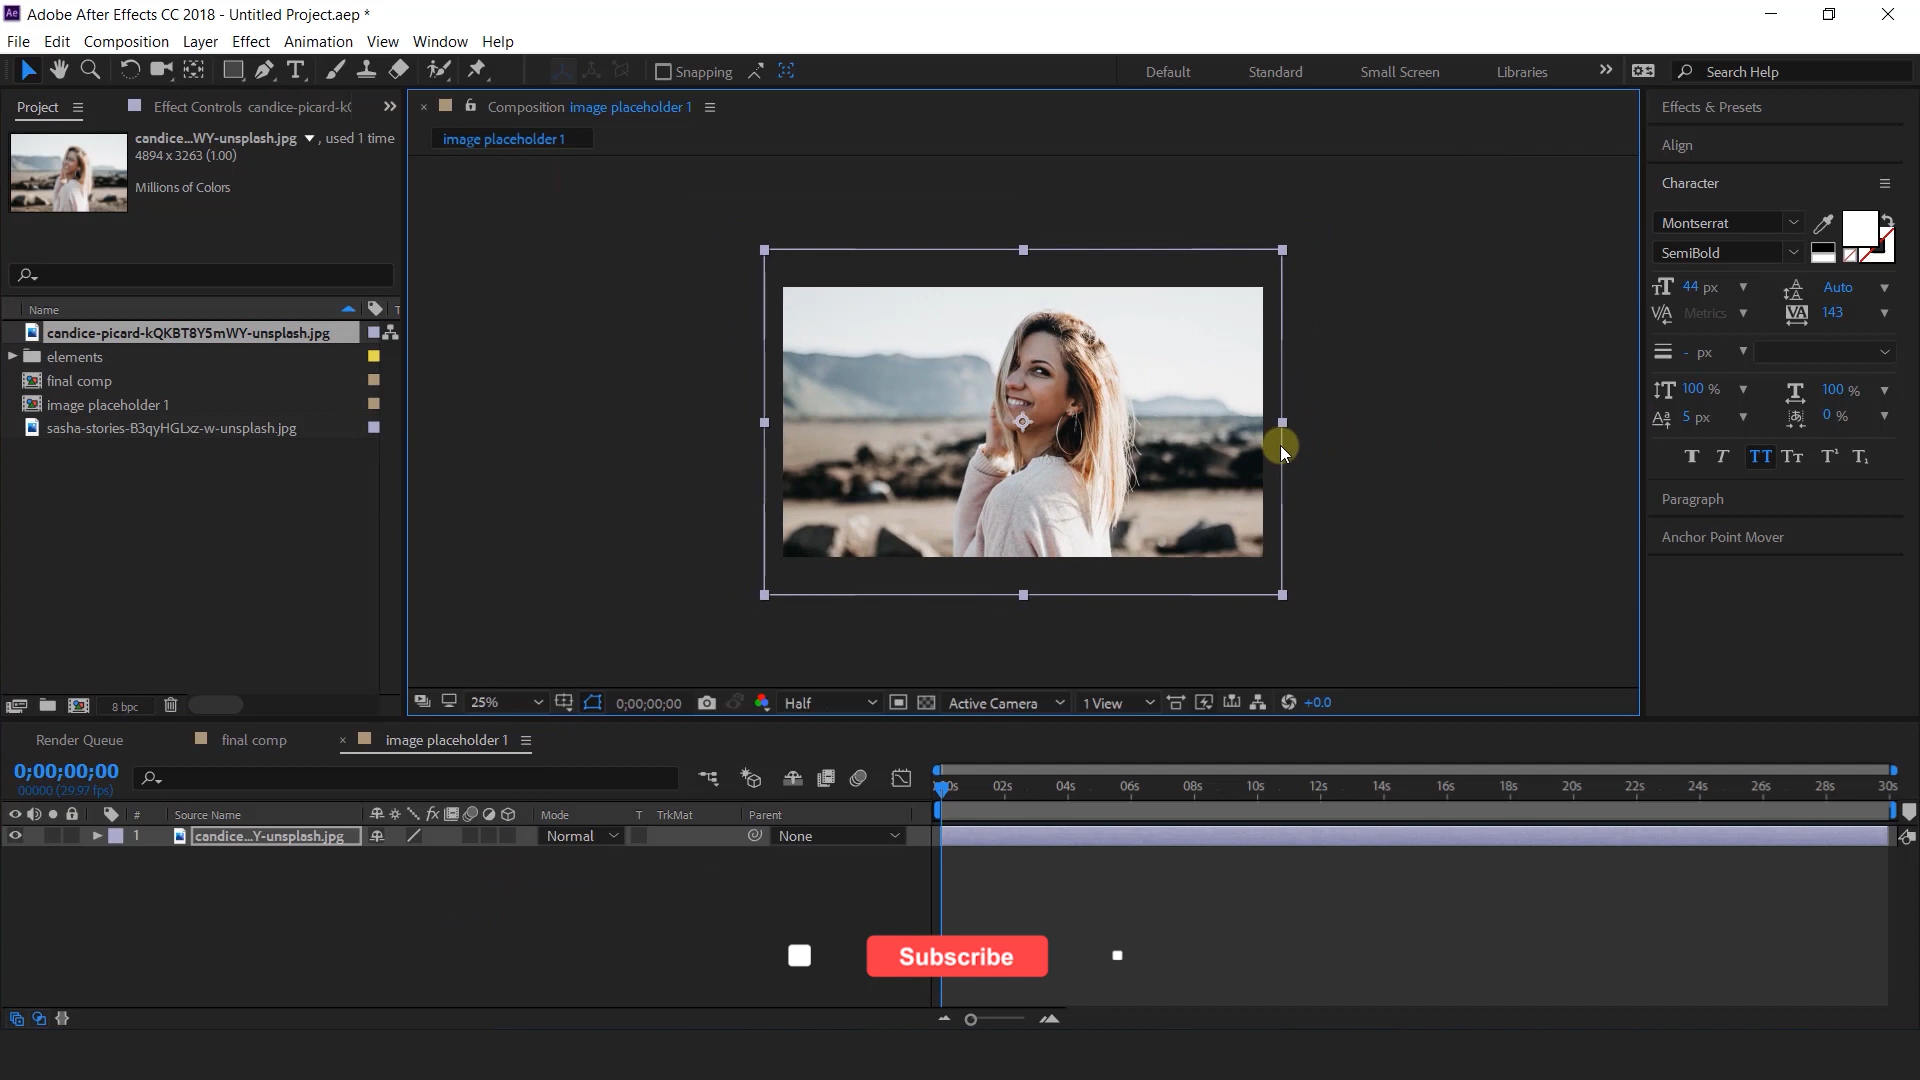 Ae Adobe After Effects CC 2018 - Untitled Project.aep *
File Edit Composition Layer Effect Animation View Window Help
Snapping Default Standard Small Screen Libraries Search Help
Project Effect Controls candice-picard-k
Composition image placeholder 1
Effects & Presets
candice...WY-unsplash.jpg , used 1 time
4894 x 3263 (1.00)
Millions of Colors
image placeholder 1
Align
Character
Montserrat
SemiBold
44 px Auto
Metrics 143
- px
100 % 100 %
5 px 0 %
Paragraph
Anchor Point Mover
Name
candice-picard-kQKBT8Y5mWY-unsplash.jpg
elements
final comp
image placeholder 1
sasha-stories-B3qyHGLxz-w-unsplash.jpg
8 bpc
25% 0;00;00;00 Half Active Camera 1 View +0.0
Render Queue final comp image placeholder 1
0;00;00;00
00000 (29.97 fps)
02s 04s 06s 08s 10s 12s 14s 16s 18s 20s 22s 24s 26s 28s 30s
# Source Name Mode T TrkMat Parent
1 candice...Y-unsplash.jpg Normal None
Subscribe